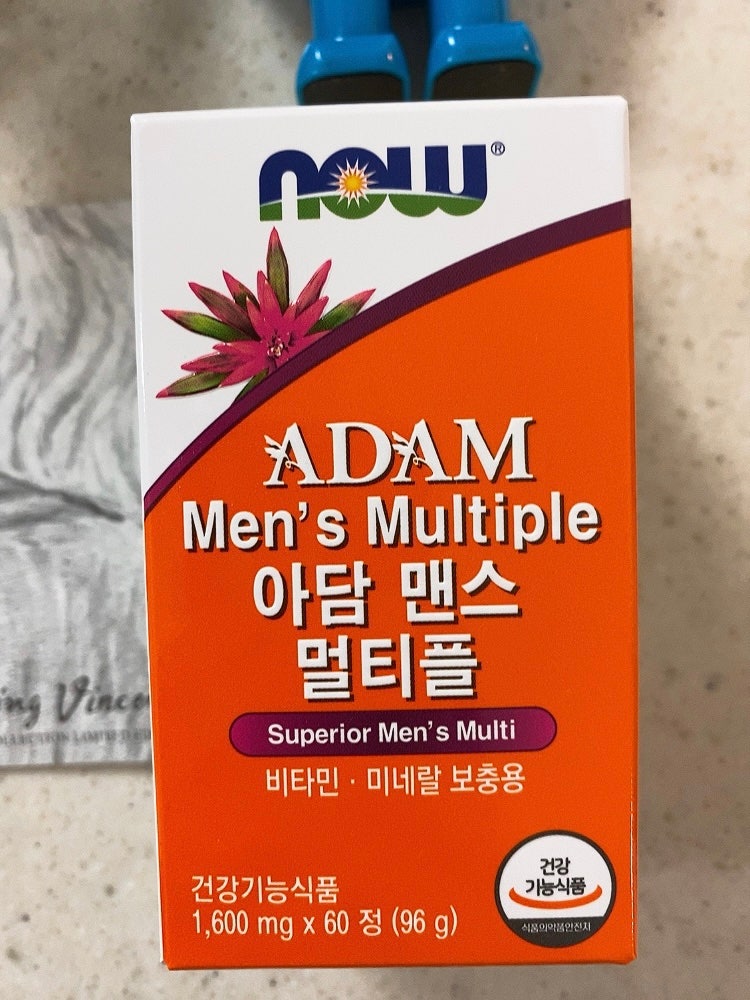 now®
ADAM
Men's Multiple
아담 맨스
멀티플
Superior Men's Multi
비타민 · 미네랄 보충용
건강기능식품
1,600 mg x 60 정 (96 g)
건강
기능식품
식품의약품안전처